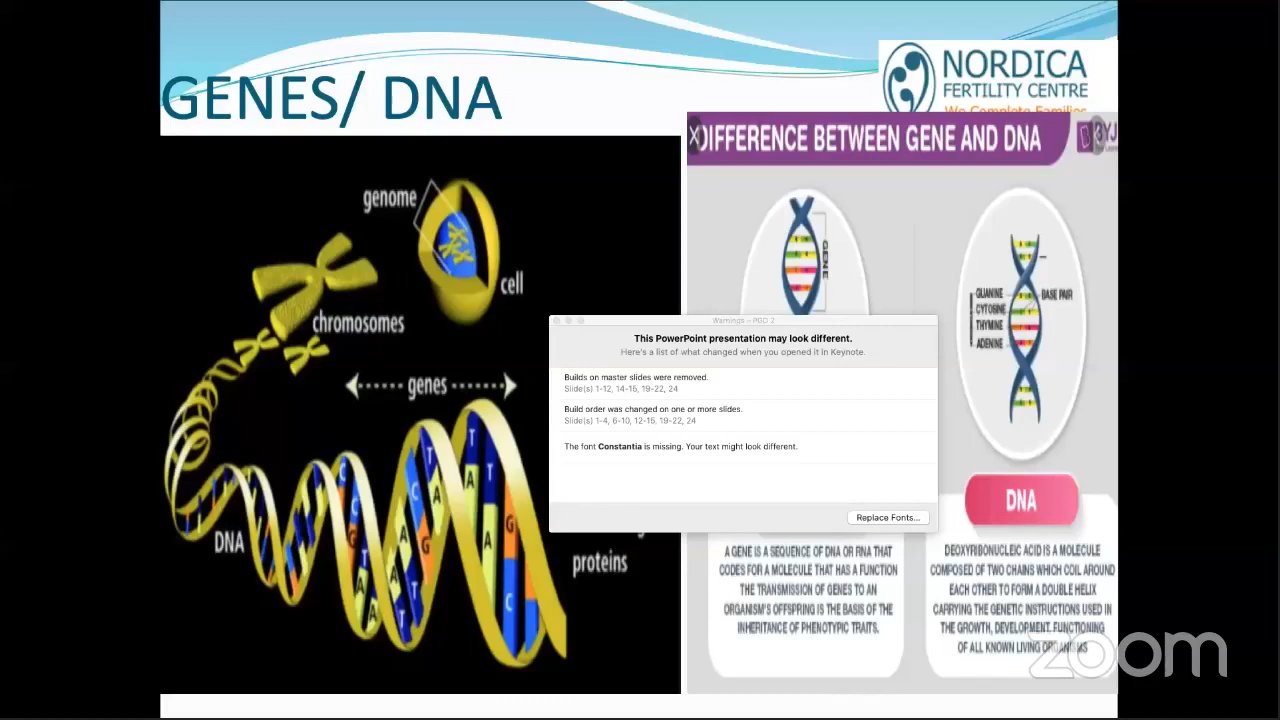 GENES/ DNA
NORDICA
FERTILITY CENTRE
We Complete Families
DIFFERENCE BETWEEN GENE AND DNA
genome
cell
chromosomes
genes
DNA
proteins
T
A
T
A
G
C
C
T
A
A
G
A
T
C
C
G
T
A
A
GENE
GUANINE
CYTOSINE
THYMINE
ADENINE
BASE PAIR
Warnings – PGD 2
This PowerPoint presentation may look different.
Here's a list of what changed when you opened it in Keynote.
Builds on master slides were removed.
Slide(s) 1-12, 14-15, 19-22, 24
Build order was changed on one or more slides.
Slide(s) 1-4, 6-10, 12-15, 19-22, 24
The font Constantia is missing. Your text might look different.
Replace Fonts...
DNA
A GENE IS A SEQUENCE OF DNA OR RNA THAT
CODES FOR A MOLECULE THAT HAS A FUNCTION
THE TRANSMISSION OF GENES TO AN
ORGANISM'S OFFSPRING IS THE BASIS OF THE
INHERITANCE OF PHENOTYPIC TRAITS.
DEOXYRIBONUCLEIC ACID IS A MOLECULE
COMPOSED OF TWO CHAINS WHICH COIL AROUND
EACH OTHER TO FORM A DOUBLE HELIX
CARRYING THE GENETIC INSTRUCTIONS USED IN
THE GROWTH, DEVELOPMENT, FUNCTIONING
OF ALL KNOWN LIVING ORGANISMS
zoom